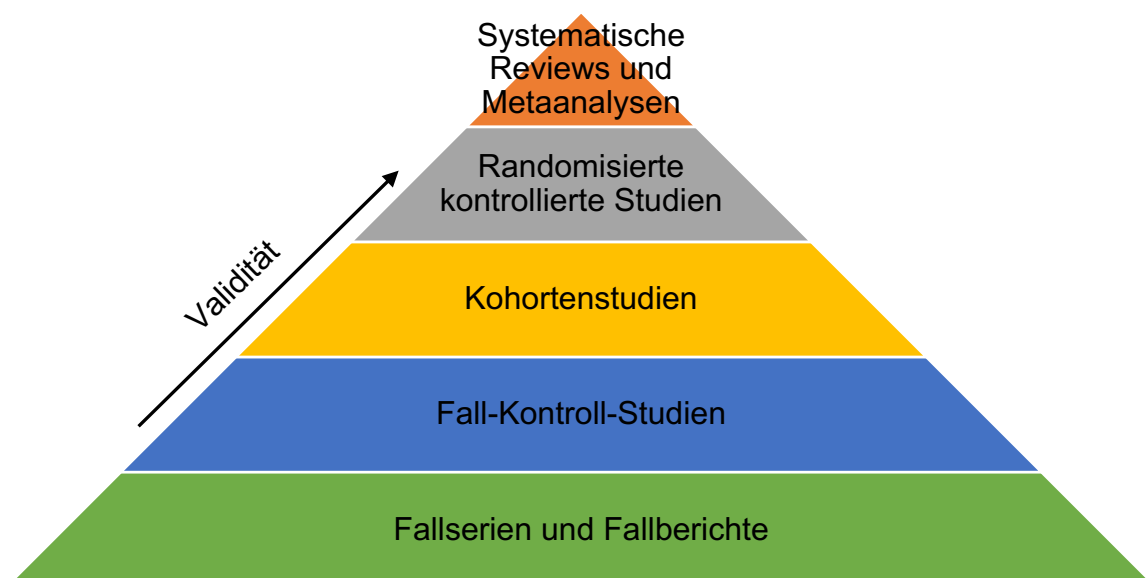 Systematische
Reviews und
Metaanalysen
Randomisierte
kontrollierte Studien
Validität
Kohortenstudien
Fall-Kontroll-Studien
Fallserien und Fallberichte